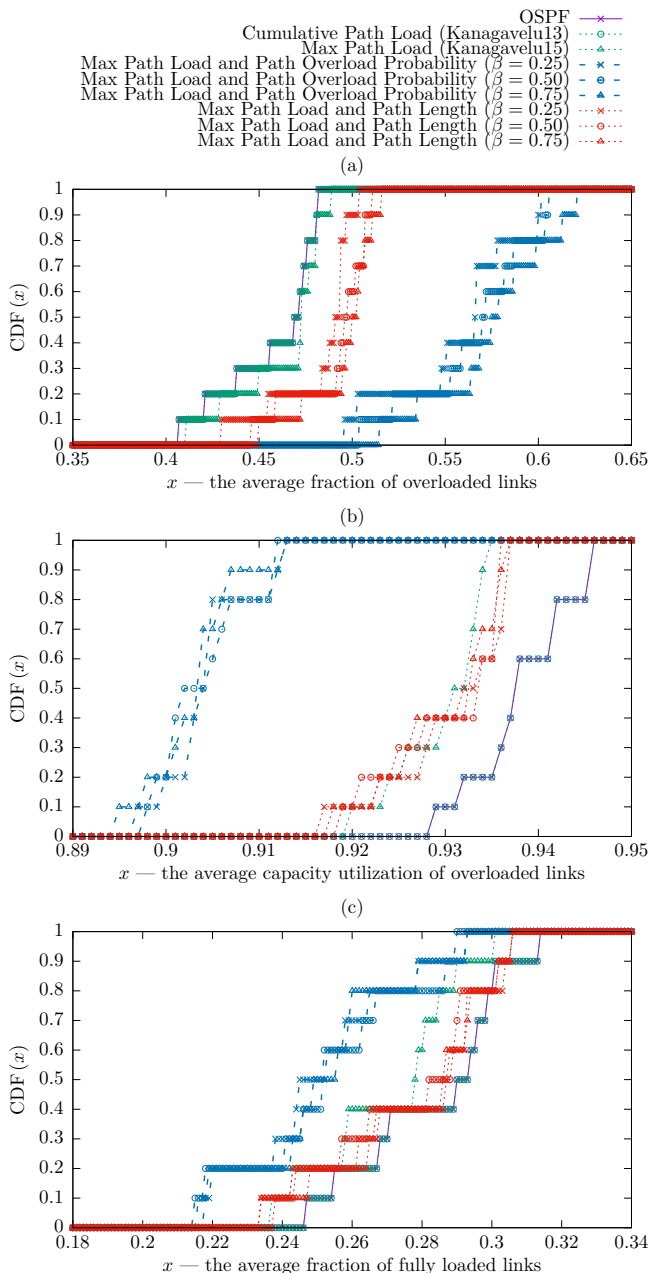 OSPF
Cumulative Path Load (Kanagavelu13)
Max Path Load (Kanagavelu15)
Max Path Load and Path Overload Probability (β = 0.25)
Max Path Load and Path Overload Probability (β = 0.50)
Max Path Load and Path Overload Probability (β = 0.75)
Max Path Load and Path Length (β = 0.25)
Max Path Load and Path Length (β = 0.50)
Max Path Load and Path Length (β = 0.75)
(a)
1
0.9
0.8
0.7
0.6
0.5
0.4
0.3
0.2
0.1
0
CDF (x)
0.35 0.4 0.45 0.5 0.55 0.6 0.65
x — the average fraction of overloaded links
(b)
1
0.9
0.8
0.7
0.6
0.5
0.4
0.3
0.2
0.1
0
CDF (x)
0.89 0.9 0.91 0.92 0.93 0.94 0.95
x — the average capacity utilization of overloaded links
(c)
1
0.9
0.8
0.7
0.6
0.5
0.4
0.3
0.2
0.1
0
CDF (x)
0.18 0.2 0.22 0.24 0.26 0.28 0.3 0.32 0.34
x — the average fraction of fully loaded links